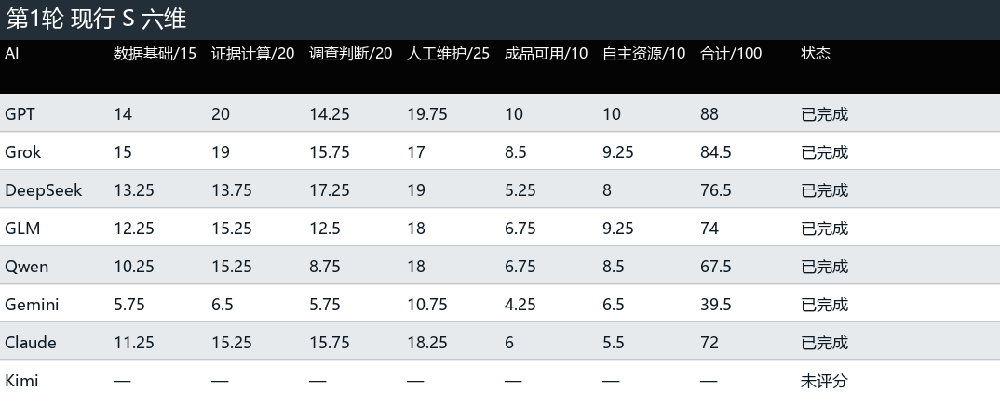 第1轮 现行 S 六维
AI 数据基础/15 证据计算/20 调查判断/20 人工维护/25 成品可用/10 自主资源/10 合计/100 状态
GPT 14 20 14.25 19.75 10 10 88 已完成
Grok 15 19 15.75 17 8.5 9.25 84.5 已完成
DeepSeek 13.25 13.75 17.25 19 5.25 8 76.5 已完成
GLM 12.25 15.25 12.5 18 6.75 9.25 74 已完成
Qwen 10.25 15.25 8.75 18 6.75 8.5 67.5 已完成
Gemini 5.75 6.5 5.75 10.75 4.25 6.5 39.5 已完成
Claude 11.25 15.25 15.75 18.25 6 5.5 72 已完成
Kimi — — — — — — — 未评分